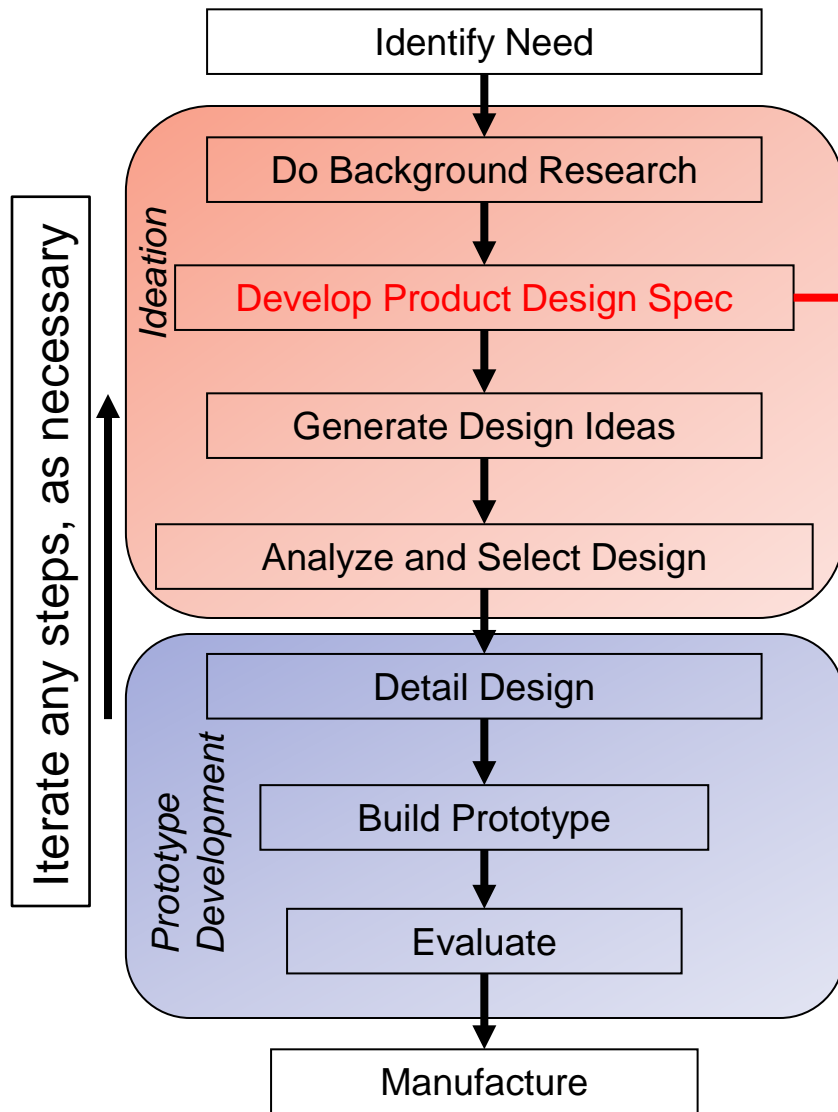 Identify Need
Do Background Research
Ideation
Develop Product Design Spec
Generate Design Ideas
Analyze and Select Design
Iterate any steps, as necessary
Detail Design
Prototype
Development
Build Prototype
Evaluate
Manufacture